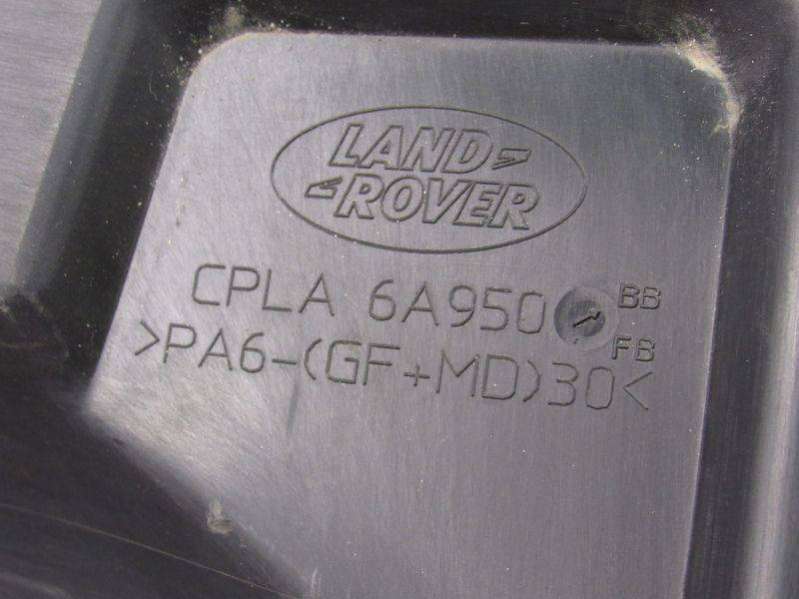 LAND
ROVER
CPLA 6A950 BB
FB
>PA6-(GF+MD)30<